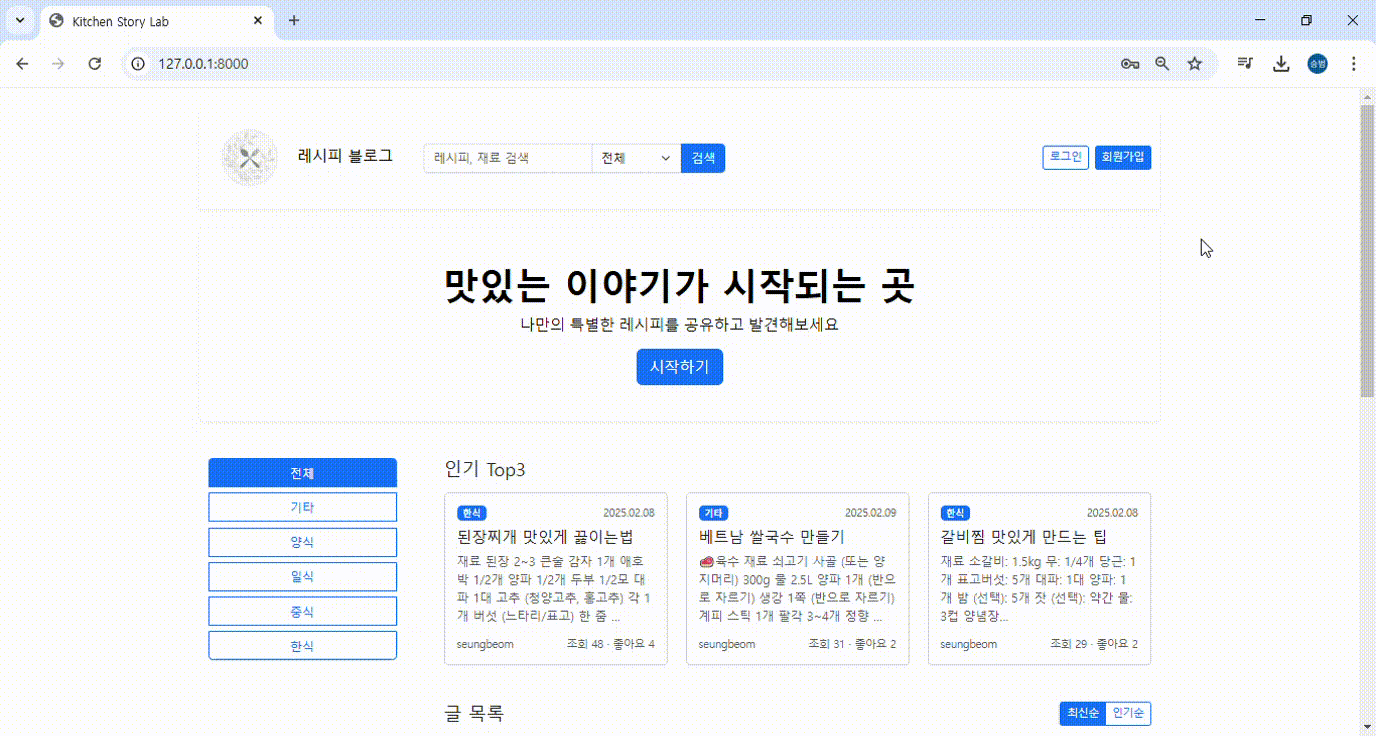 Kitchen Story Lab
127.0.0.1:8000
승범
레시피 블로그
레시피, 재료 검색
전체
검색
로그인
회원가입
맛있는 이야기가 시작되는 곳
나만의 특별한 레시피를 공유하고 발견해보세요
시작하기
전체
기타
양식
일식
중식
한식
인기 Top3
한식 2025.02.08
된장찌개 맛있게 끓이는법
재료 된장 2~3 큰술 감자 1개 애호
박 1/2개 양파 1/2개 두부 1/2모 대
파 1대 고추 (청양고추, 홍고추) 각 1
개 버섯 (느타리/표고) 한 줌 ...
seungbeom 조회 48 · 좋아요 4
기타 2025.02.09
베트남 쌀국수 만들기
🥩육수 재료 쇠고기 사골 (또는 양
지머리) 300g 물 2.5L 양파 1개 (반으
로 자르기) 생강 1쪽 (반으로 자르기)
계피 스틱 1개 팔각 3~4개 정향 ...
seungbeom 조회 31 · 좋아요 2
한식 2025.02.08
갈비찜 맛있게 만드는 팁
재료 소갈비: 1.5kg 무: 1/4개 당근: 1
개 표고버섯: 5개 대파: 1대 양파: 1
개 밤 (선택): 5개 잣 (선택): 약간 물:
3컵 양념장...
seungbeom 조회 29 · 좋아요 2
글 목록
최신순
인기순